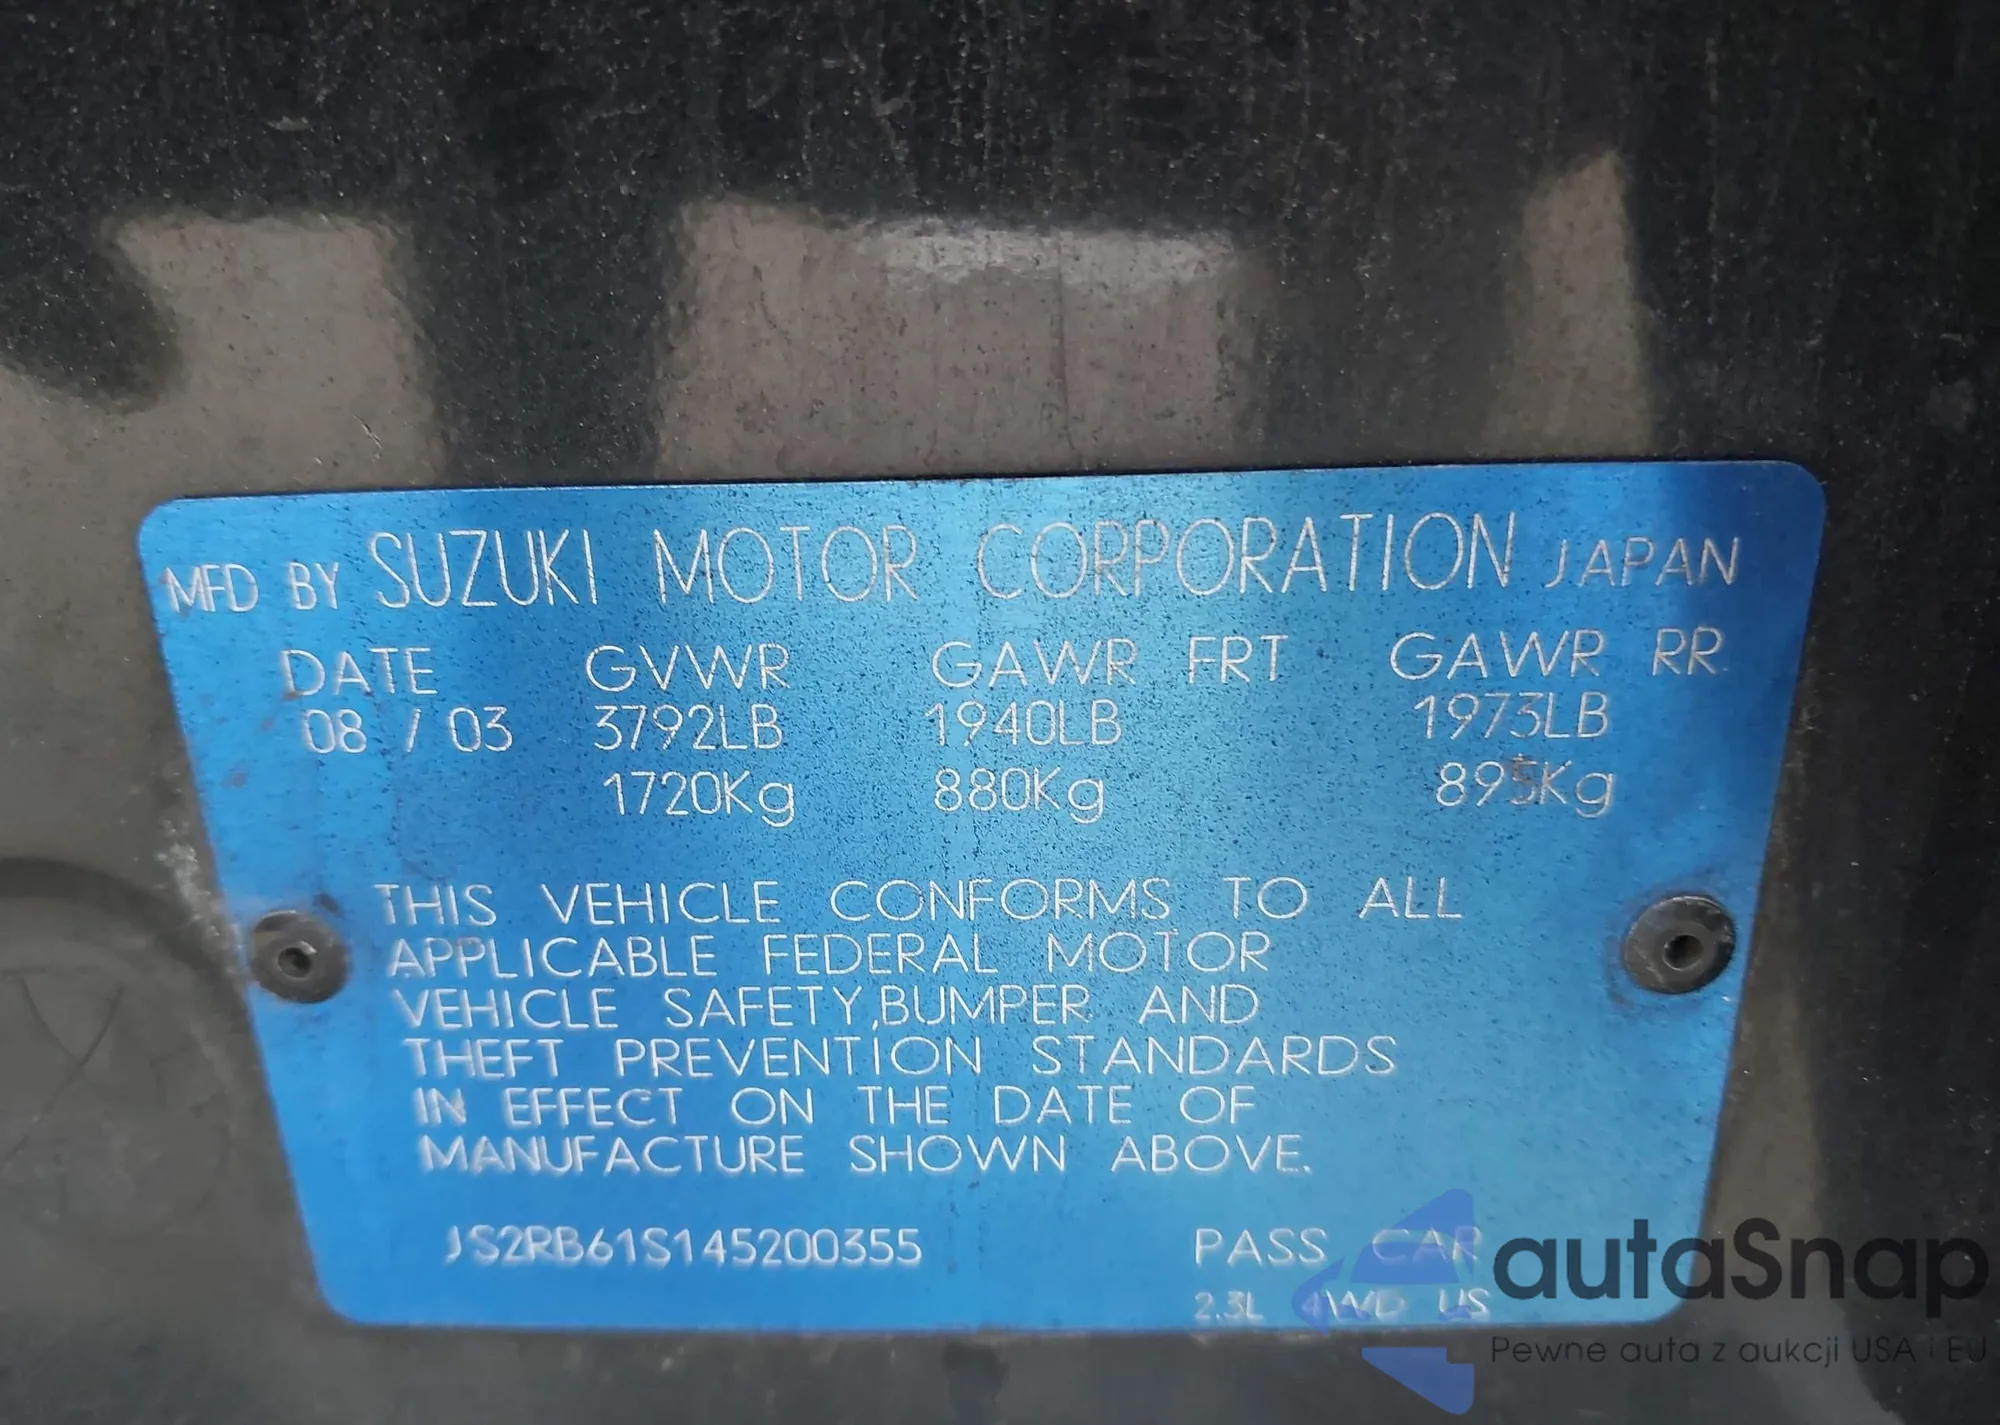 MFD BY SUZUKI MOTOR CORPORATION JAPAN
DATE GVWR GAWR FRT GAWR RR
08 / 03 3792LB 1940LB 1973LB
1720Kg 880Kg 895Kg
THIS VEHICLE CONFORMS TO ALL
APPLICABLE FEDERAL MOTOR
VEHICLE SAFETY,BUMPER AND
THEFT PREVENTION STANDARDS
IN EFFECT ON THE DATE OF
MANUFACTURE SHOWN ABOVE.
JS2RB61S145200355 PASS CAR
2.3L 4WD US
autaSnap
Pewne auta z aukcji USA i EU